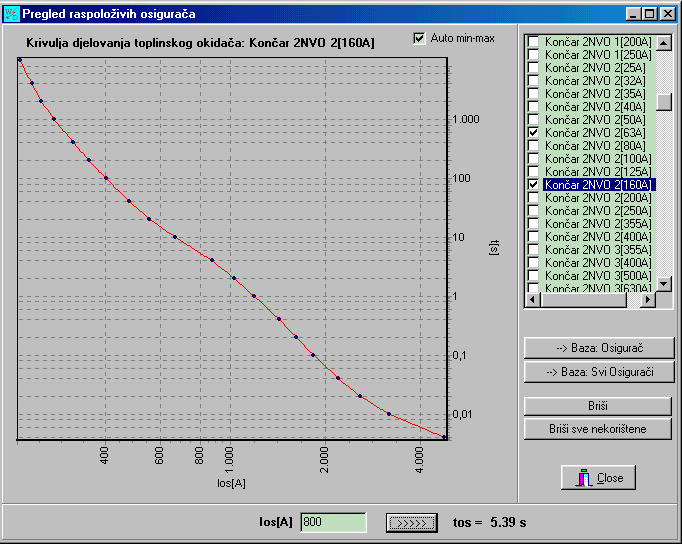 Pregled raspoloživih osigurača
Krivulja djelovanja toplinskog okidača: Končar 2NVO 2[160A]
Auto min-max
1.000
100
10
1
0,1
0,01
t[s]
400
600
800
1.000
2.000
4.000
Ios[A]
Končar 2NVO 1[200A]
Končar 2NVO 1[250A]
Končar 2NVO 2[25A]
Končar 2NVO 2[32A]
Končar 2NVO 2[35A]
Končar 2NVO 2[40A]
Končar 2NVO 2[50A]
Končar 2NVO 2[63A]
Končar 2NVO 2[80A]
Končar 2NVO 2[100A]
Končar 2NVO 2[125A]
Končar 2NVO 2[160A]
Končar 2NVO 2[200A]
Končar 2NVO 2[250A]
Končar 2NVO 2[355A]
Končar 2NVO 2[400A]
Končar 2NVO 3[355A]
Končar 2NVO 3[400A]
Končar 2NVO 3[500A]
Končar 2NVO 3[630A]
--> Baza: Osigurač
--> Baza: Svi Osigurači
Briši
Briši sve nekorištene
Close
Ios[A] 800 >>>>> tos = 5.39 s